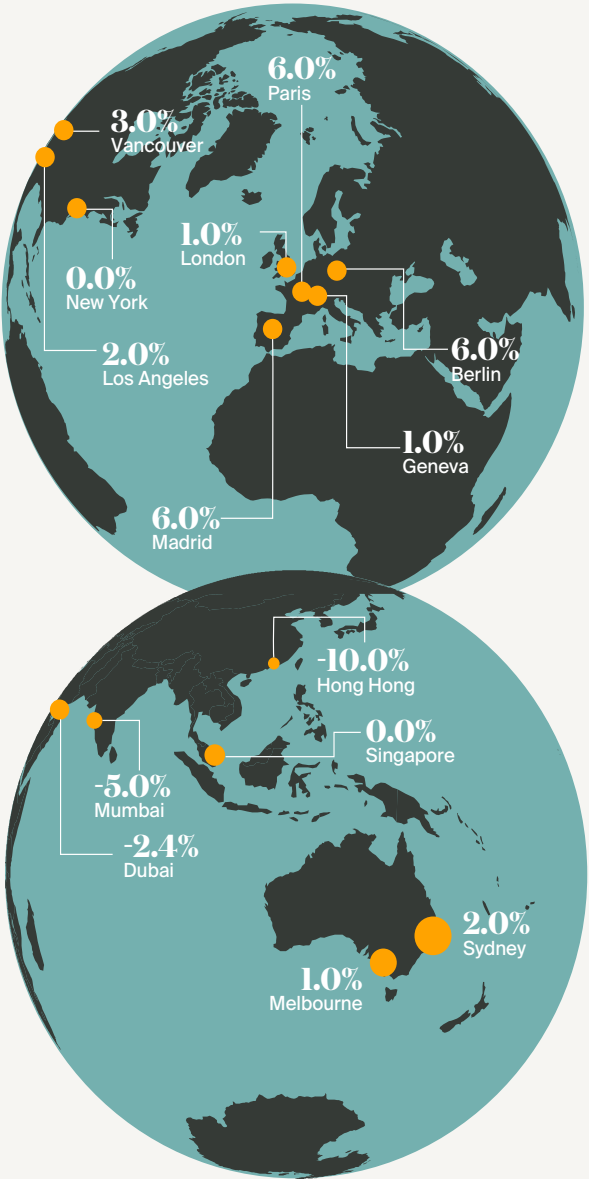 6.0%
Paris
3.0%
Vancouver
1.0%
London
0.0%
New York
2.0%
Los Angeles
6.0%
Berlin
1.0%
Geneva
6.0%
Madrid
-10.0%
Hong Hong
0.0%
Singapore
-5.0%
Mumbai
-2.4%
Dubai
2.0%
Sydney
1.0%
Melbourne